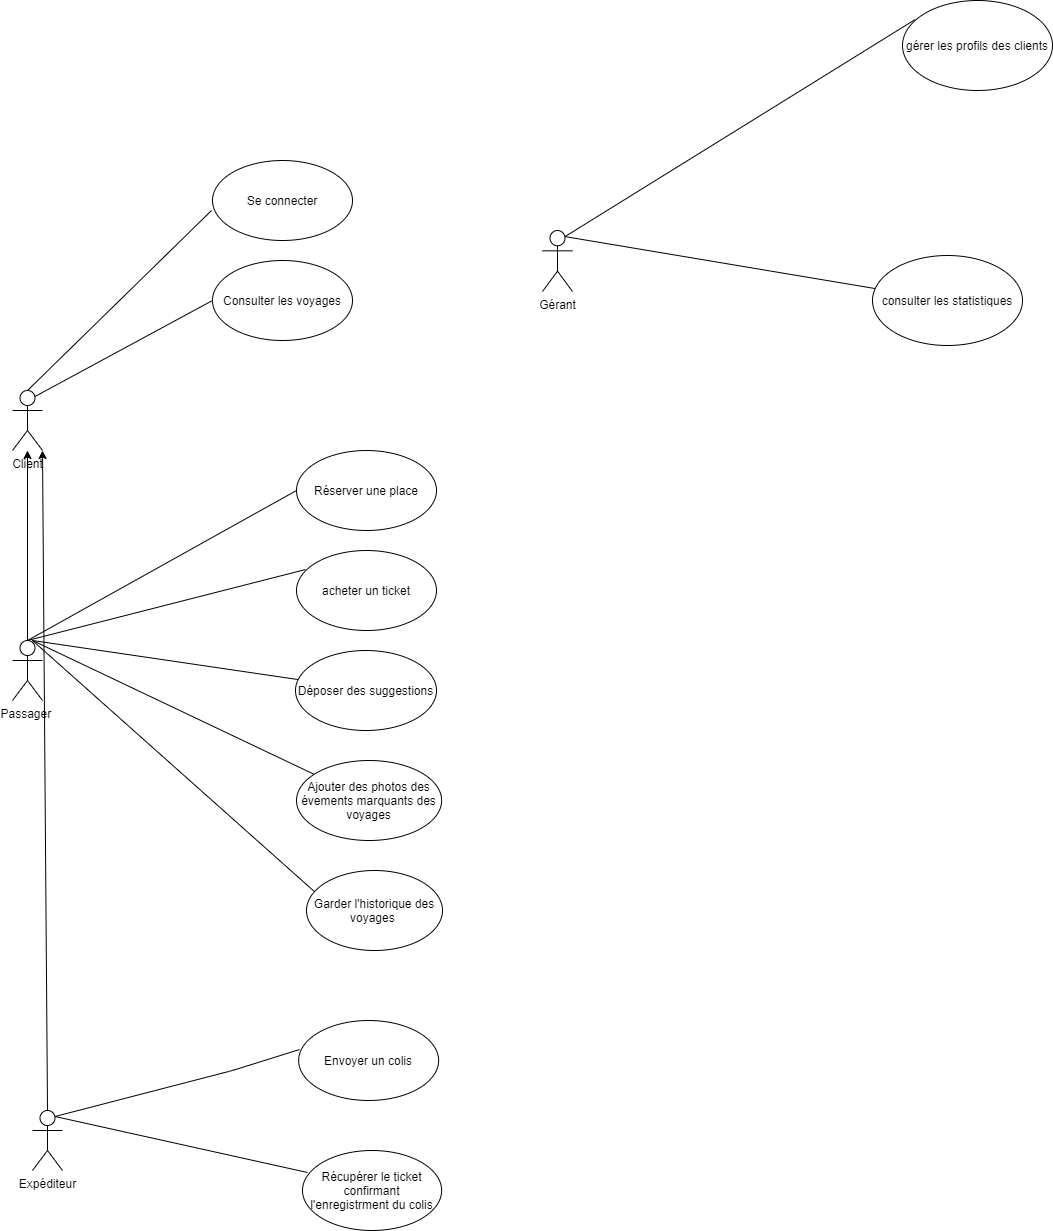 gérer les profils des clients
Se connecter
Consulter les voyages
Gérant
consulter les statistiques
Client
Réserver une place
acheter un ticket
Déposer des suggestions
Passager
Ajouter des photos des
évements marquants des
voyages
Garder l'historique des
voyages
Envoyer un colis
Expéditeur
Récupérer le ticket
confirmant
l'enregistrment du colis